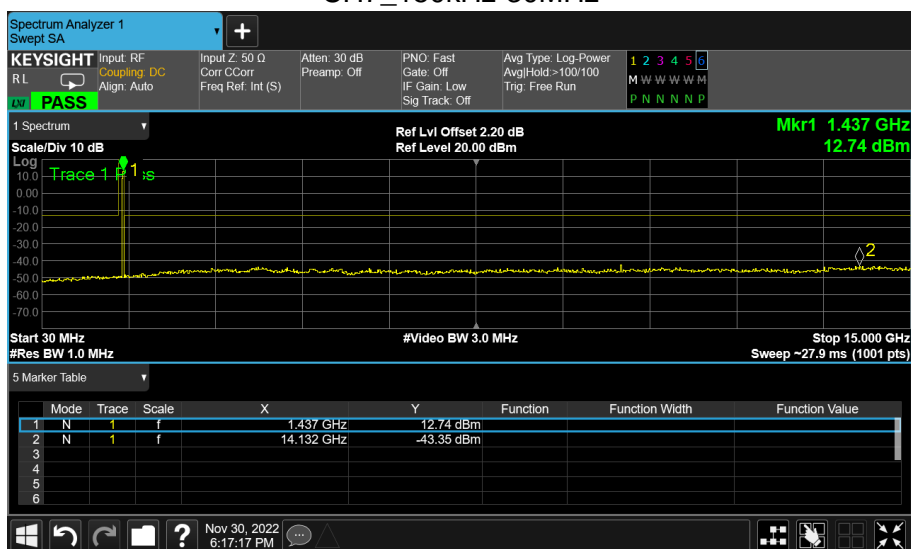 Spectrum Analyzer 1
Swept SA
KEYSIGHT
RL
LXI PASS
Input: RF
Coupling: DC
Align: Auto
Input Z: 50 Ω
Corr CCorr
Freq Ref: Int (S)
Atten: 30 dB
Preamp: Off
PNO: Fast
Gate: Off
IF Gain: Low
Sig Track: Off
Avg Type: Log-Power
Avg|Hold:>100/100
Trig: Free Run
1 2 3 4 5 6
M W W W W M
P N N N N P
1 Spectrum
Scale/Div 10 dB
Ref Lvl Offset 2.20 dB
Ref Level 20.00 dBm
Mkr1 1.437 GHz
12.74 dBm
Log
Trace 1 P
1
ss
10.0
0.00
-10.0
-20.0
-30.0
-40.0
-50.0
-60.0
-70.0
2
Start 30 MHz
#Res BW 1.0 MHz
#Video BW 3.0 MHz
Stop 15.000 GHz
Sweep ~27.9 ms (1001 pts)
5 Marker Table
Mode Trace Scale X Y Function Function Width Function Value
1 N 1 f 1.437 GHz 12.74 dBm
2 N 1 f 14.132 GHz -43.35 dBm
3
4
5
6
?
Nov 30, 2022
6:17:17 PM